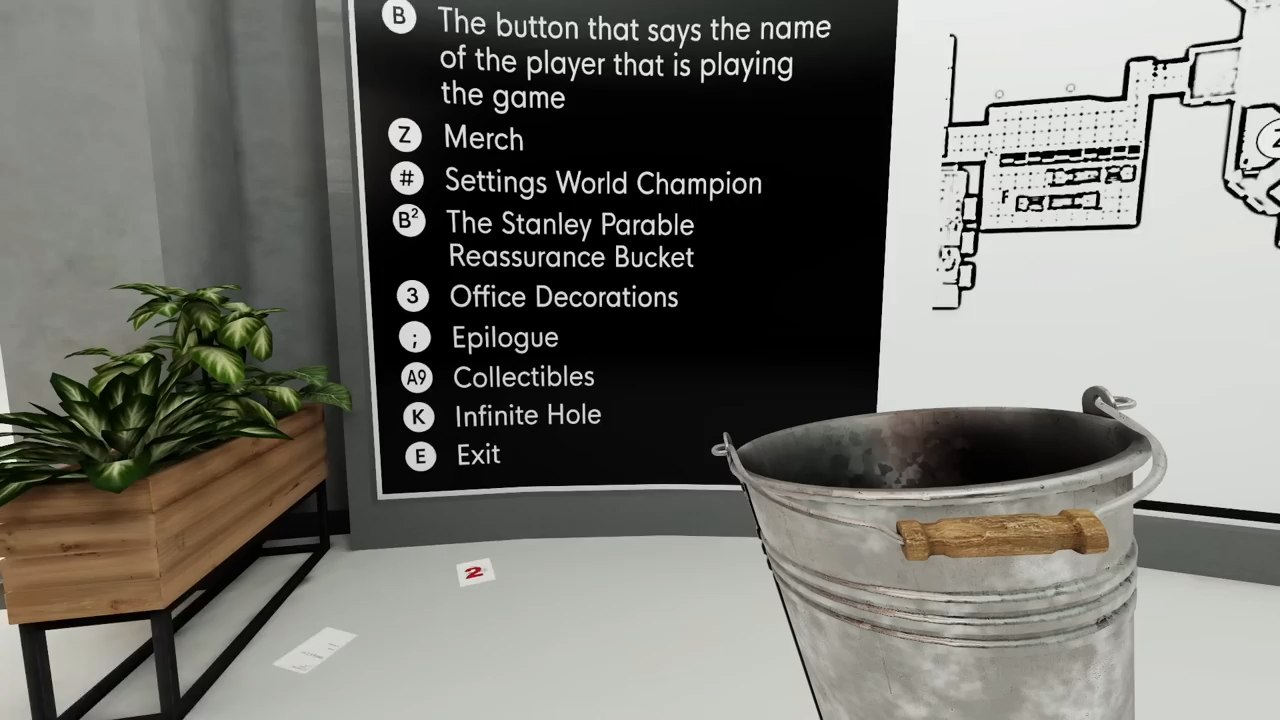 B The button that says the name
of the player that is playing
the game
Z Merch
# Settings World Champion
B² The Stanley Parable
Reassurance Bucket
3 Office Decorations
; Epilogue
A9 Collectibles
K Infinite Hole
E Exit
F
2